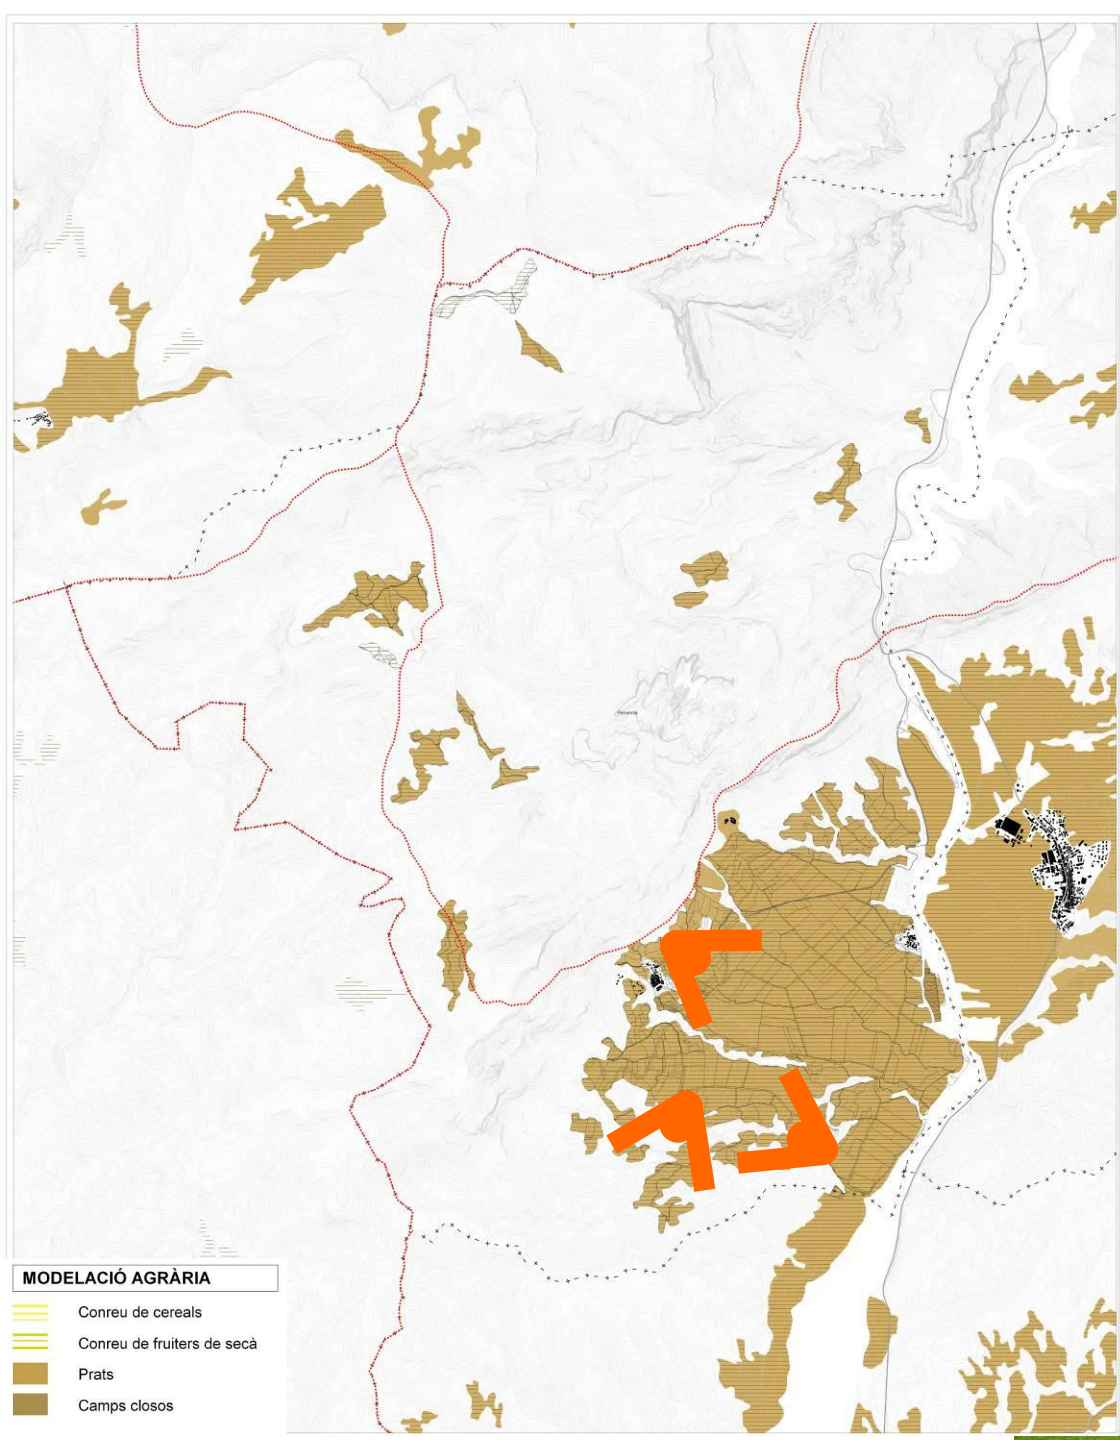 MODELACIÓ AGRÀRIA
Conreu de cereals
Conreu de fruiters de secà
Prats
Camps closos